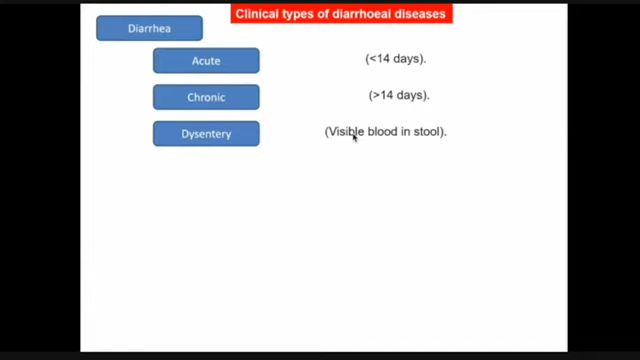 Clinical types of diarrhoeal diseases
Diarrhea
Acute (<14 days).
Chronic (>14 days).
Dysentery (Visible blood in stool).